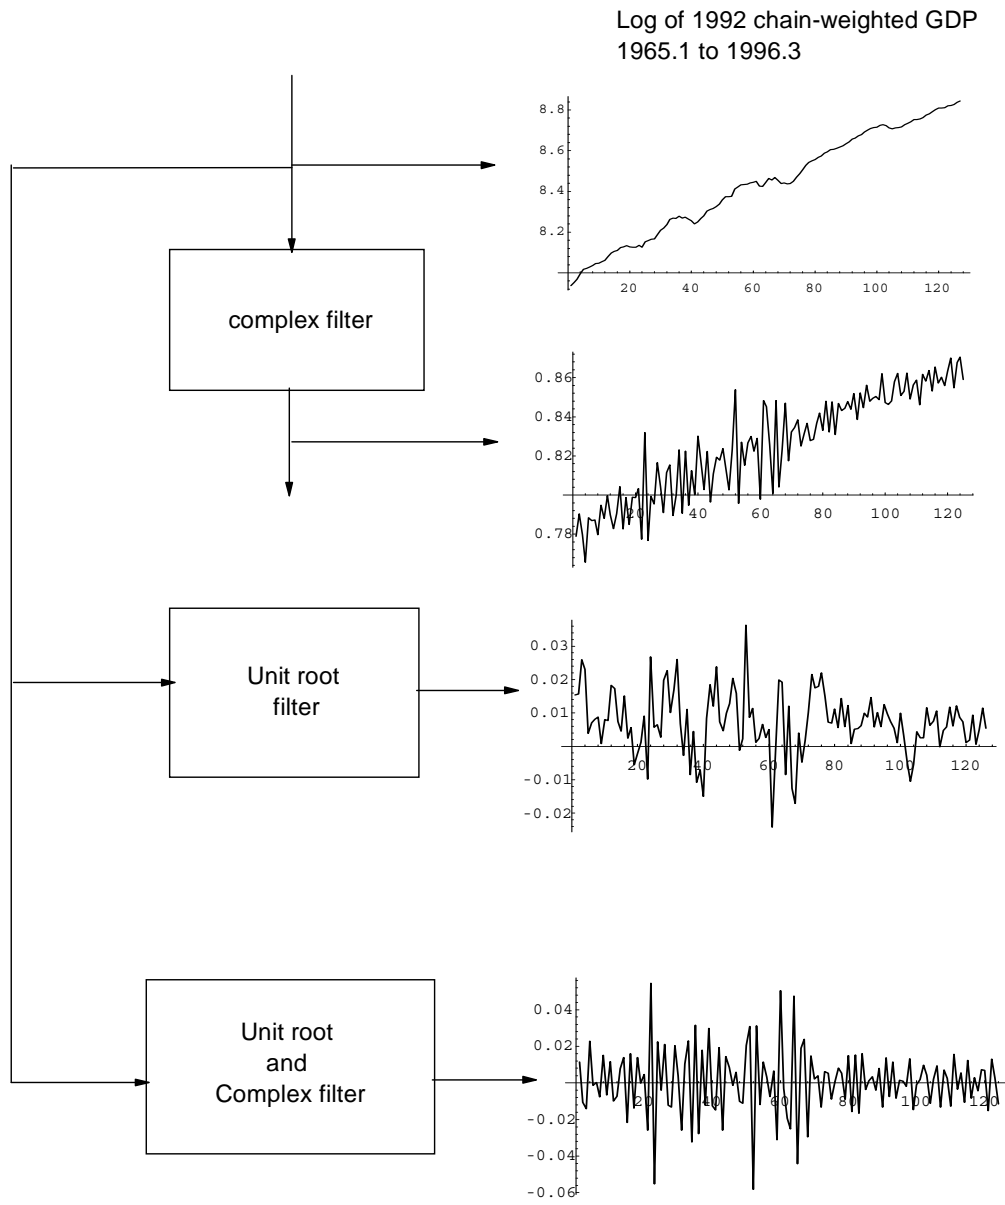 Log of 1992 chain-weighted GDP
1965.1 to 1996.3
8.8
8.6
8.4
8.2
20 40 60 80 100 120
complex filter
0.86
0.84
0.82
0.78
20 40 60 80 100 120
Unit root
filter
0.03
0.02
0.01
-0.01
-0.02
20 40 60 80 100 120
Unit root
and
Complex filter
0.04
0.02
-0.02
-0.04
-0.06
20 40 60 80 100 120